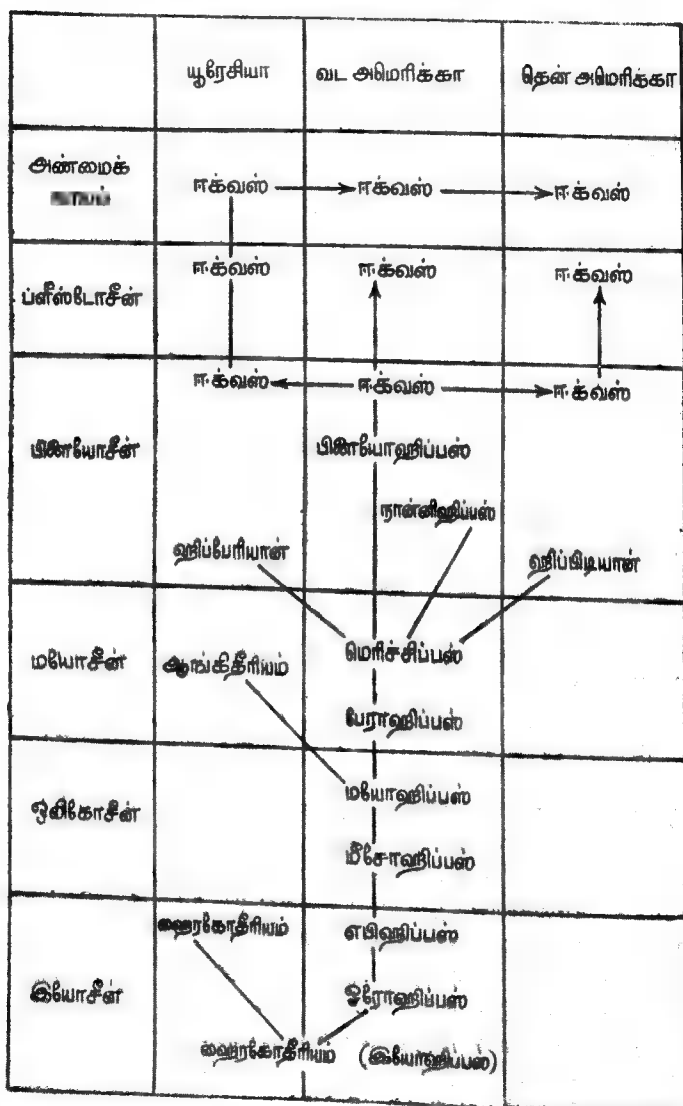 யூரேசியா வட அமெரிக்கா தென் அமெரிக்கா
அண்மைக்
ஈக்வஸ் ஈக்வஸ் ஈக்வஸ்
ப்ளீஸ்டோசீன் ஈக்வஸ் ஈக்வஸ் ஈக்வஸ்
ஈக்வஸ் ஈக்வஸ் ஈக்வஸ்
பிளையோசீன் பிளையோஹிப்பஸ்
நான்னிஹிப்பஸ்
ஹிப்பேரியான் ஹிப்பிடியான்
மயோசீன் ஆங்கிதீரியம் மெரிச்சிப்பஸ்
பேராஹிப்பஸ்
ஒலிகோசீன் மயோஹிப்பஸ்
மீசோஹிப்பஸ்
ஹைரகோதீரியம் எபிஹிப்பஸ்
இயோசீன் ஓரோஹிப்பஸ்
ஹைரகோதீரியம் (இயோஹிப்பஸ்)